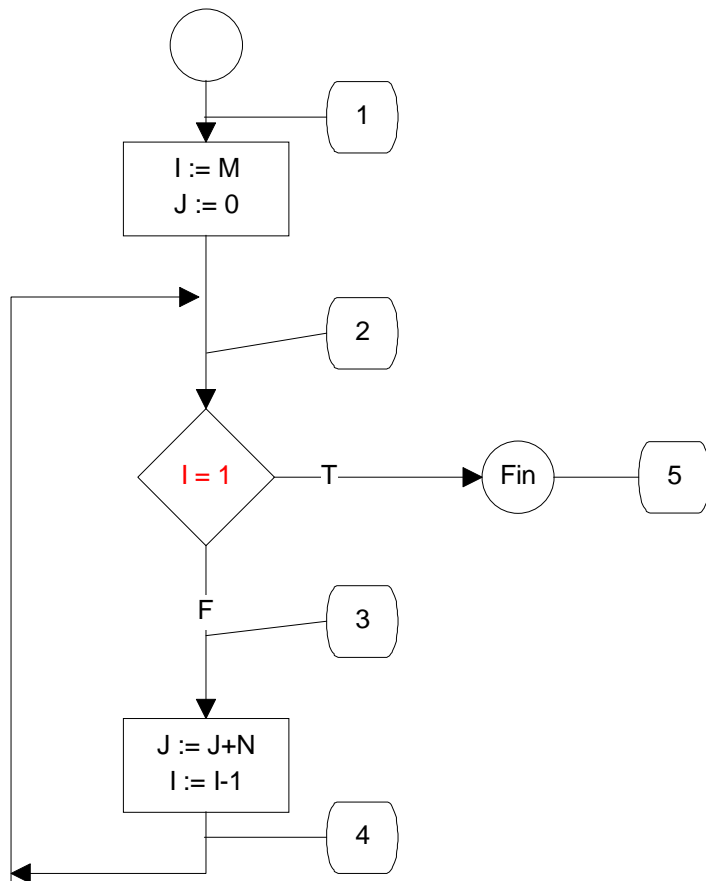 1
I := M
J := 0
2
I = 1
T
Fin
5
F
3
J := J+N
I := I-1
4